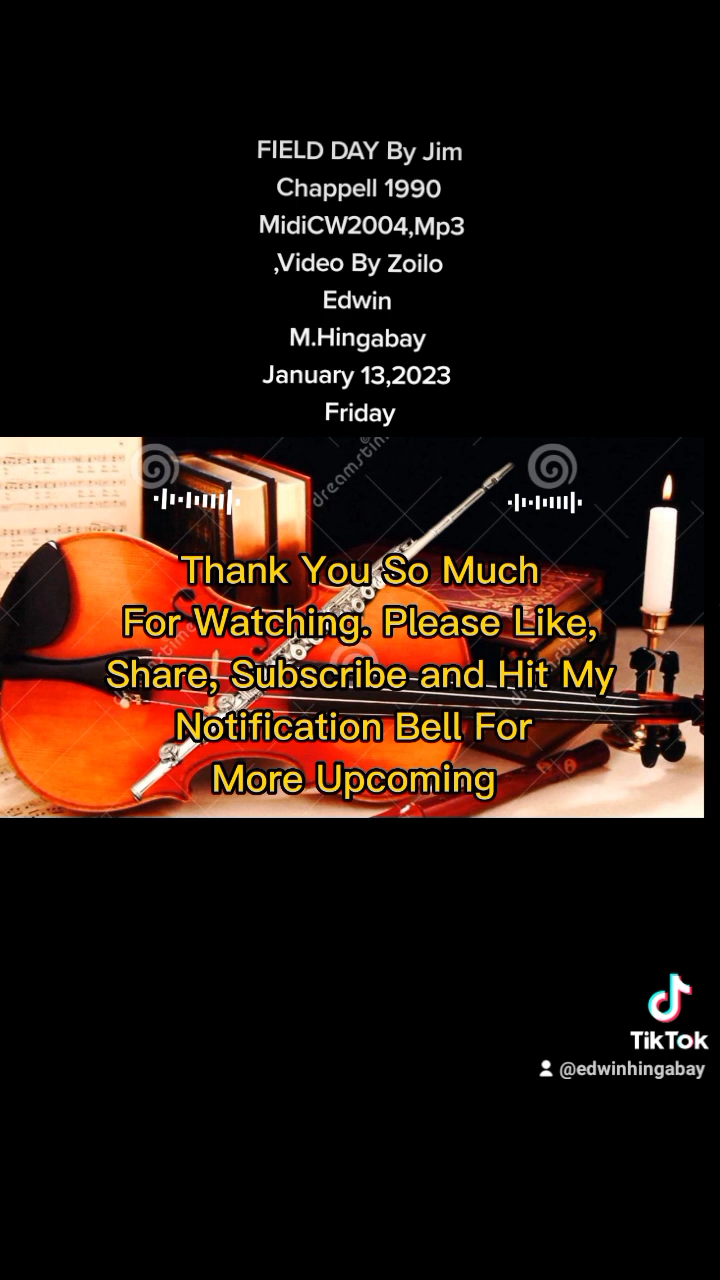 FIELD DAY By Jim
Chappell 1990
MidiCW2004,Mp3
,Video By Zoilo
Edwin
M.Hingabay
January 13,2023
Friday
dreamstim
Thank You So Much
For Watching. Please Like,
Share, Subscribe and Hit My
Notification Bell For
More Upcoming
TikTok
@edwinhingabay